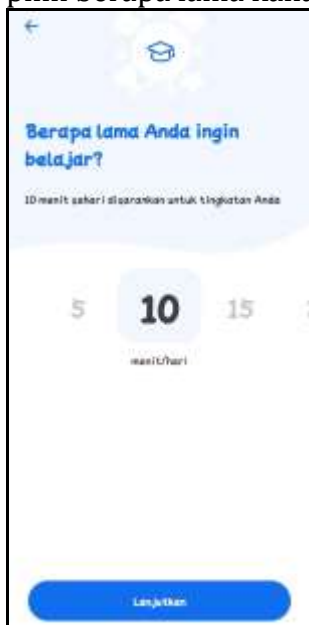 Berapa lama Anda ingin
belajar?
10 menit sehari disarankan untuk tingkatan Anda
5 10 15
menit/hari
Lanjutkan